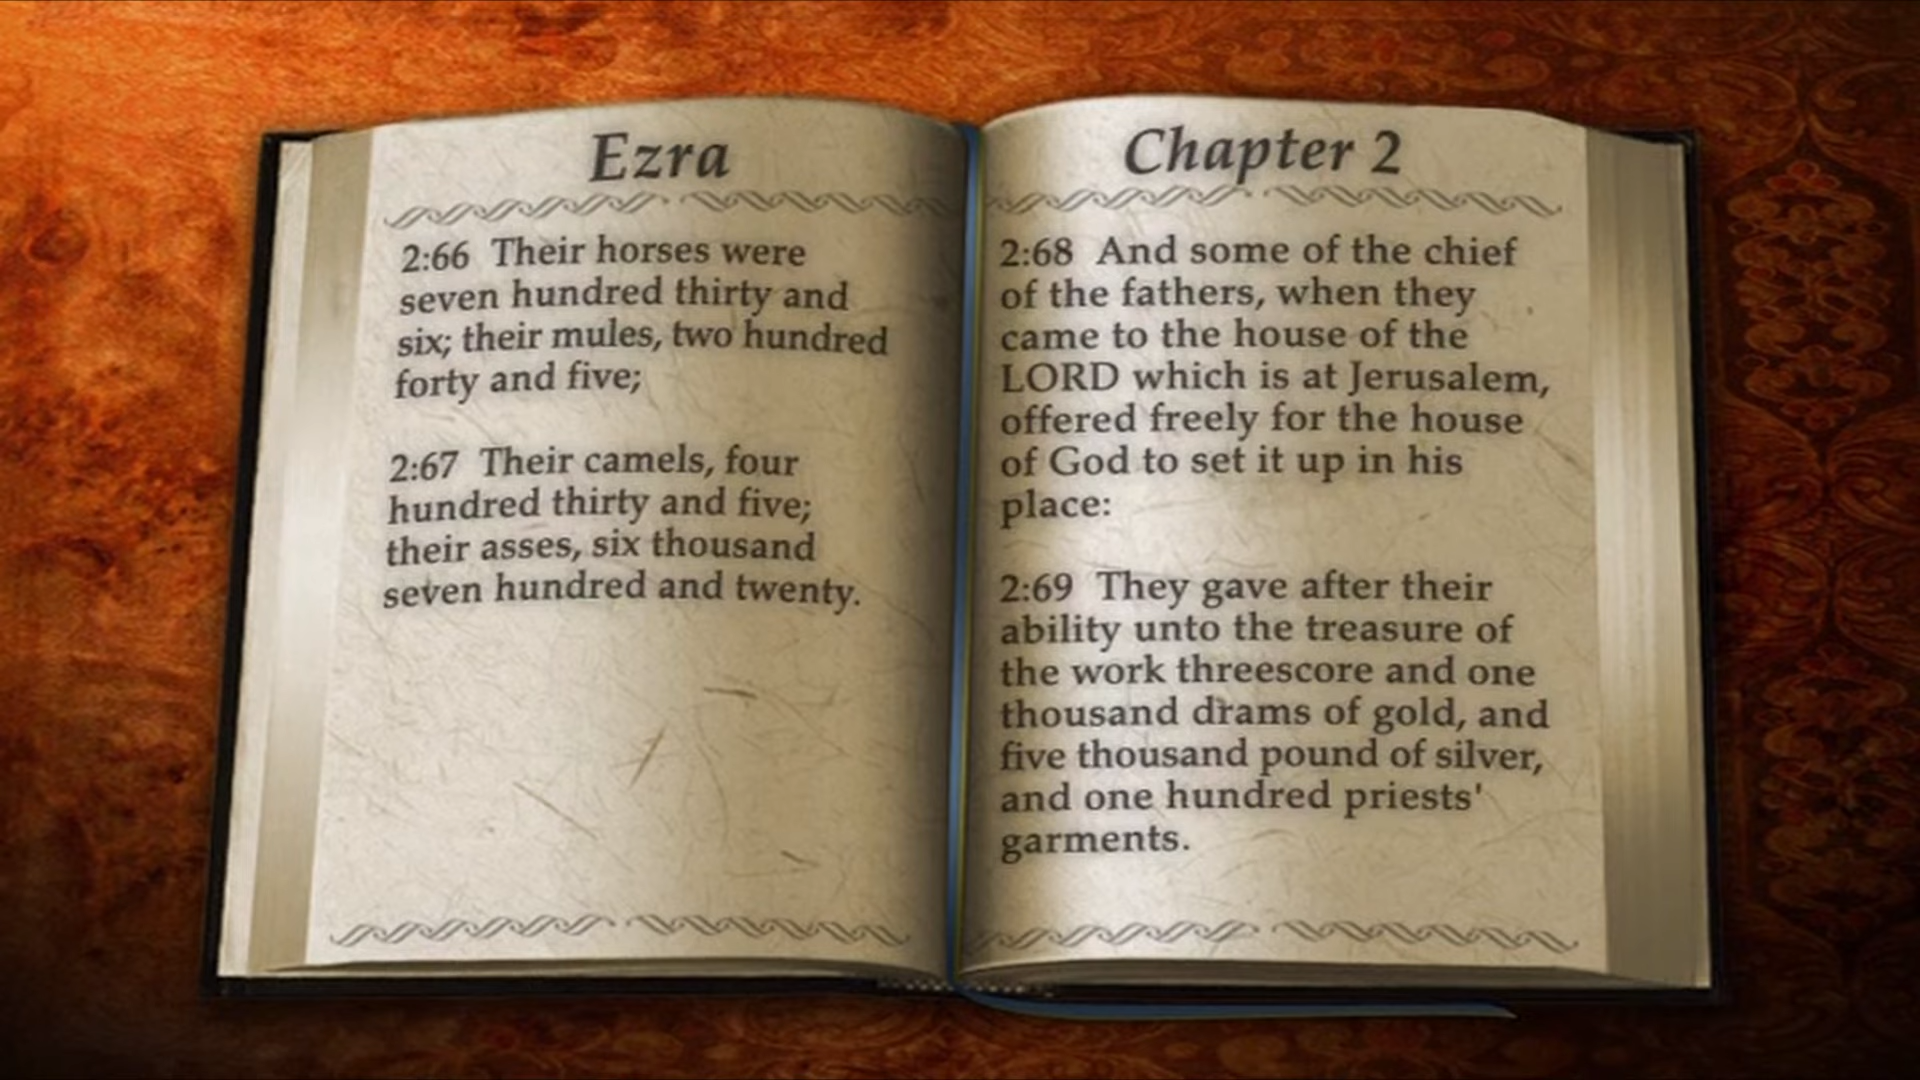 Ezra
2:66 Their horses were
seven hundred thirty and
six; their mules, two hundred
forty and five;
2:67 Their camels, four
hundred thirty and five;
their asses, six thousand
seven hundred and twenty.
Chapter 2
2:68 And some of the chief
of the fathers, when they
came to the house of the
LORD which is at Jerusalem,
offered freely for the house
of God to set it up in his
place:
2:69 They gave after their
ability unto the treasure of
the work threescore and one
thousand drams of gold, and
five thousand pound of silver,
and one hundred priests'
garments.